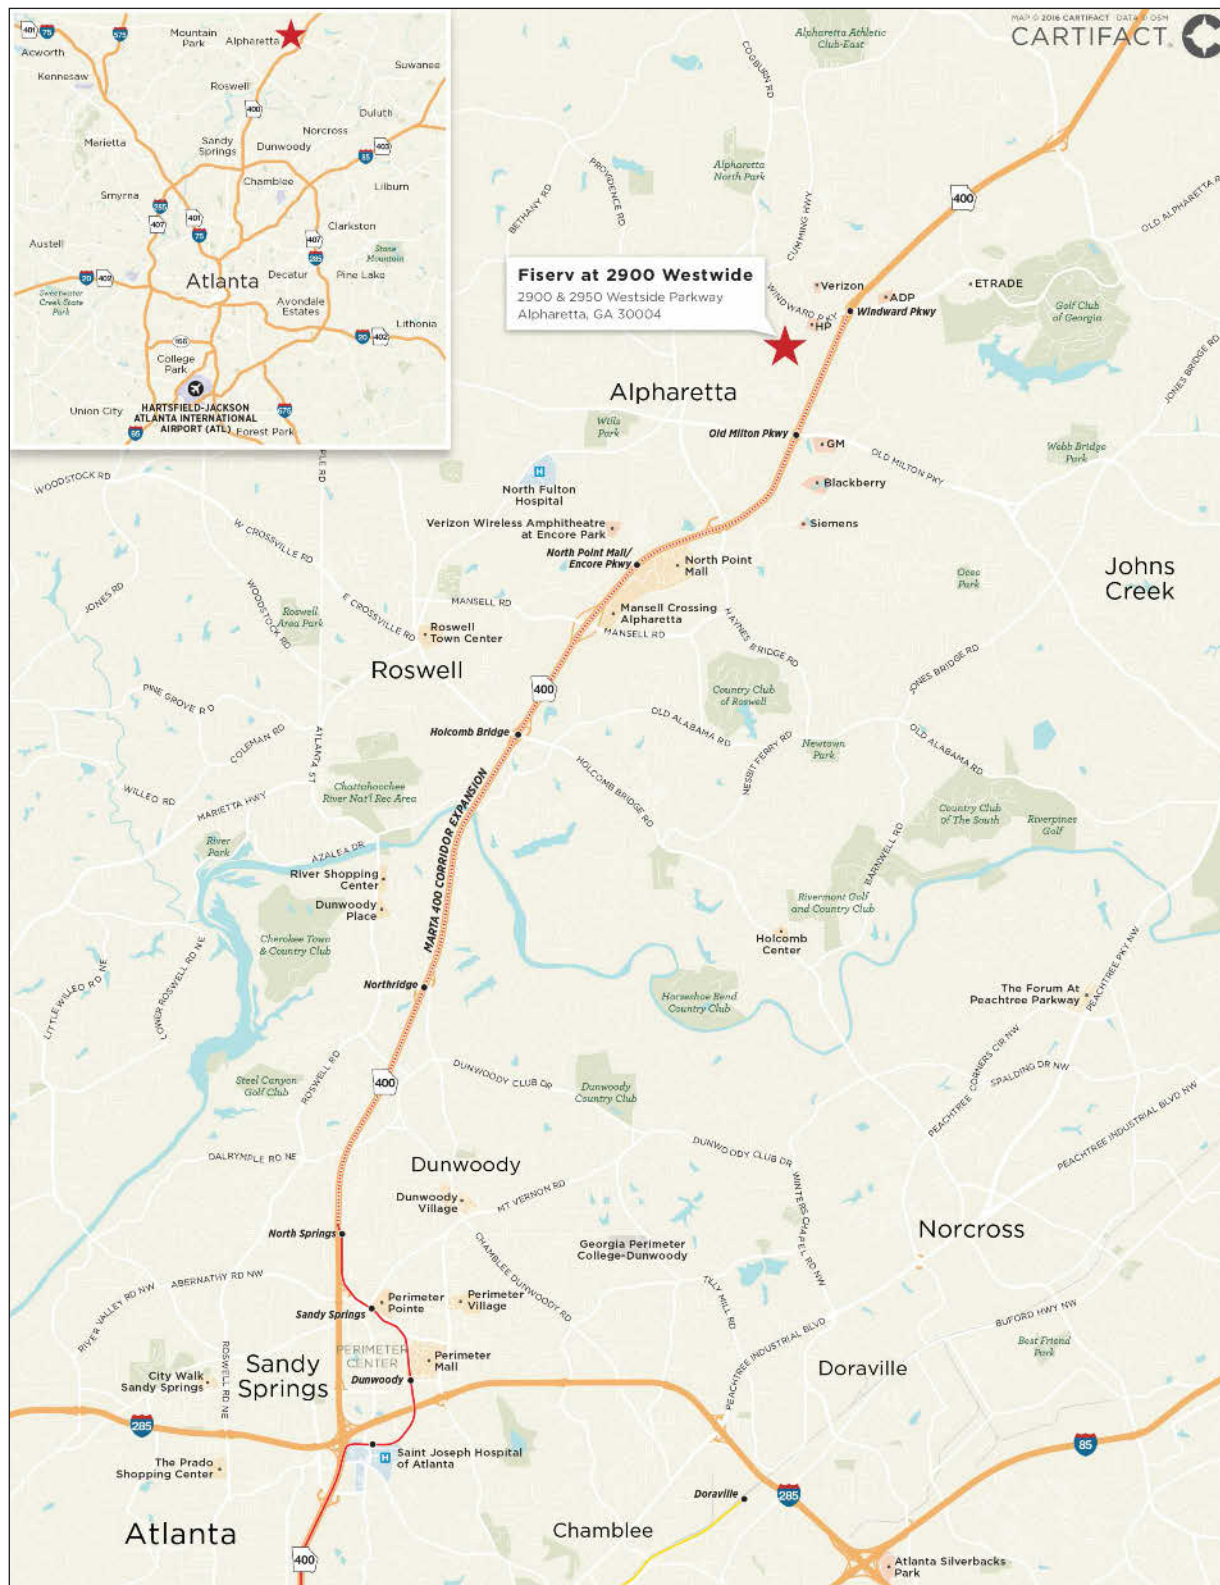 MAP © 2016 CARTIFACT DATA © OSM
CARTIFACT
401
75
575
Mountain
Park
Alpharetta
Acworth
Kennesaw
Suwanee
Roswell
400
Duluth
Norcross
Marietta
Sandy
Springs
Dunwoody
403
85
Chamblee
Lilburn
Smyrna
285
407
401
75
Clarkston
407
Austell
Stone
Mountain
285
20
402
Atlanta
Decatur
Pine Lake
Sweetwater
Creek State
Park
Avondale
Estates
Lithonia
20
402
166
College
Park
Union City
HARTSFIELD-JACKSON
ATLANTA INTERNATIONAL
AIRPORT (ATL)
675
85
Forest Park
Alpharetta Athletic
Club-East
COGBURN RD
Alpharetta
North Park
PROVIDENCE RD
BETHANY RD
CUMMING HWY
400
OLD ALPHARETTA R
Fiserv at 2900 Westwide
2900 & 2950 Westside Parkway
Alpharetta, GA 30004
WINDWARD PKY
Verizon
ADP
ETRADE
HP
Windward Pkwy
Golf Club
of Georgia
JONES BRIDGE RD
Alpharetta
Wills
Park
Old Milton Pkwy
GM
OLD MILTON PKY
Webb Bridge
Park
WOODSTOCK RD
PLE RD
North Fulton
Hospital
H
Blackberry
Verizon Wireless Amphitheatre
at Encore Park
Siemens
W CROSSVILLE RD
North Point Mall/
Encore Pkwy
North Point
Mall
Ocee
Park
Johns
Creek
JONES RD
WOODSTOCK RD
Roswell
Area Park
E CROSSVILLE RD
MANSELL RD
Mansell Crossing
Alpharetta
MANSELL RD
HAYNES BRIDGE RD
Roswell
Town Center
Roswell
JONES BRIDGE RD
400
Country Club
of Roswell
PINE GROVE RD
COLEMAN RD
ATLANTA ST
Holcomb Bridge
OLD ALABAMA RD
NESBIT FERRY RD
Newtown
Park
OLD ALABAMA RD
WILLEO RD
MARIETTA HWY
Chattahoochee
River Nat'l Rec Area
MARTA 400 CORRIDOR EXPANSION
HOLCOMB BRIDGE RD
Country Club
of The South
Riverpines
Golf
River
Park
AZALEA DR
BARNWELL RD
River Shopping
Center
Dunwoody
Place
Rivermont Golf
and Country Club
Cherokee Town
& Country Club
Holcomb
Center
LITTLE WILLEO RD NE
LOWER ROSWELL RD NE
Northridge
Horseshoe Bend
Country Club
The Forum At
Peachtree Parkway
PEACHTREE PKY NW
ROSWELL RD
Steel Canyon
Golf Club
400
DUNWOODY CLUB DR
Dunwoody
Country Club
PEACHTREE CORNERS CIR NW
SPALDING DR NW
PEACHTREE INDUSTRIAL BLVD NW
DALRYMPLE RD NE
Dunwoody
DUNWOODY CLUB DR
Dunwoody
Village
MT VERNON RD
WINTERS CHAPEL RD NW
North Springs
Georgia Perimeter
College-Dunwoody
Norcross
ABERNATHY RD NW
RIVER VALLEY RD NW
CHAMBLEE DUNWOODY RD
TILLY MILL RD
Perimeter
Pointe
Perimeter
Village
Sandy Springs
BUFORD HWY NW
PEACHTREE INDUSTRIAL BLVD
Best Friend
Park
ROSWELL RD NE
PERIMETER
CENTER
Perimeter
Mall
Sandy
Springs
Dunwoody
City Walk
Sandy Springs
Doraville
285
85
The Prado
Shopping Center
H
Saint Joseph Hospital
of Atlanta
Doraville
285
Atlanta
Chamblee
400
Atlanta Silverbacks
Park